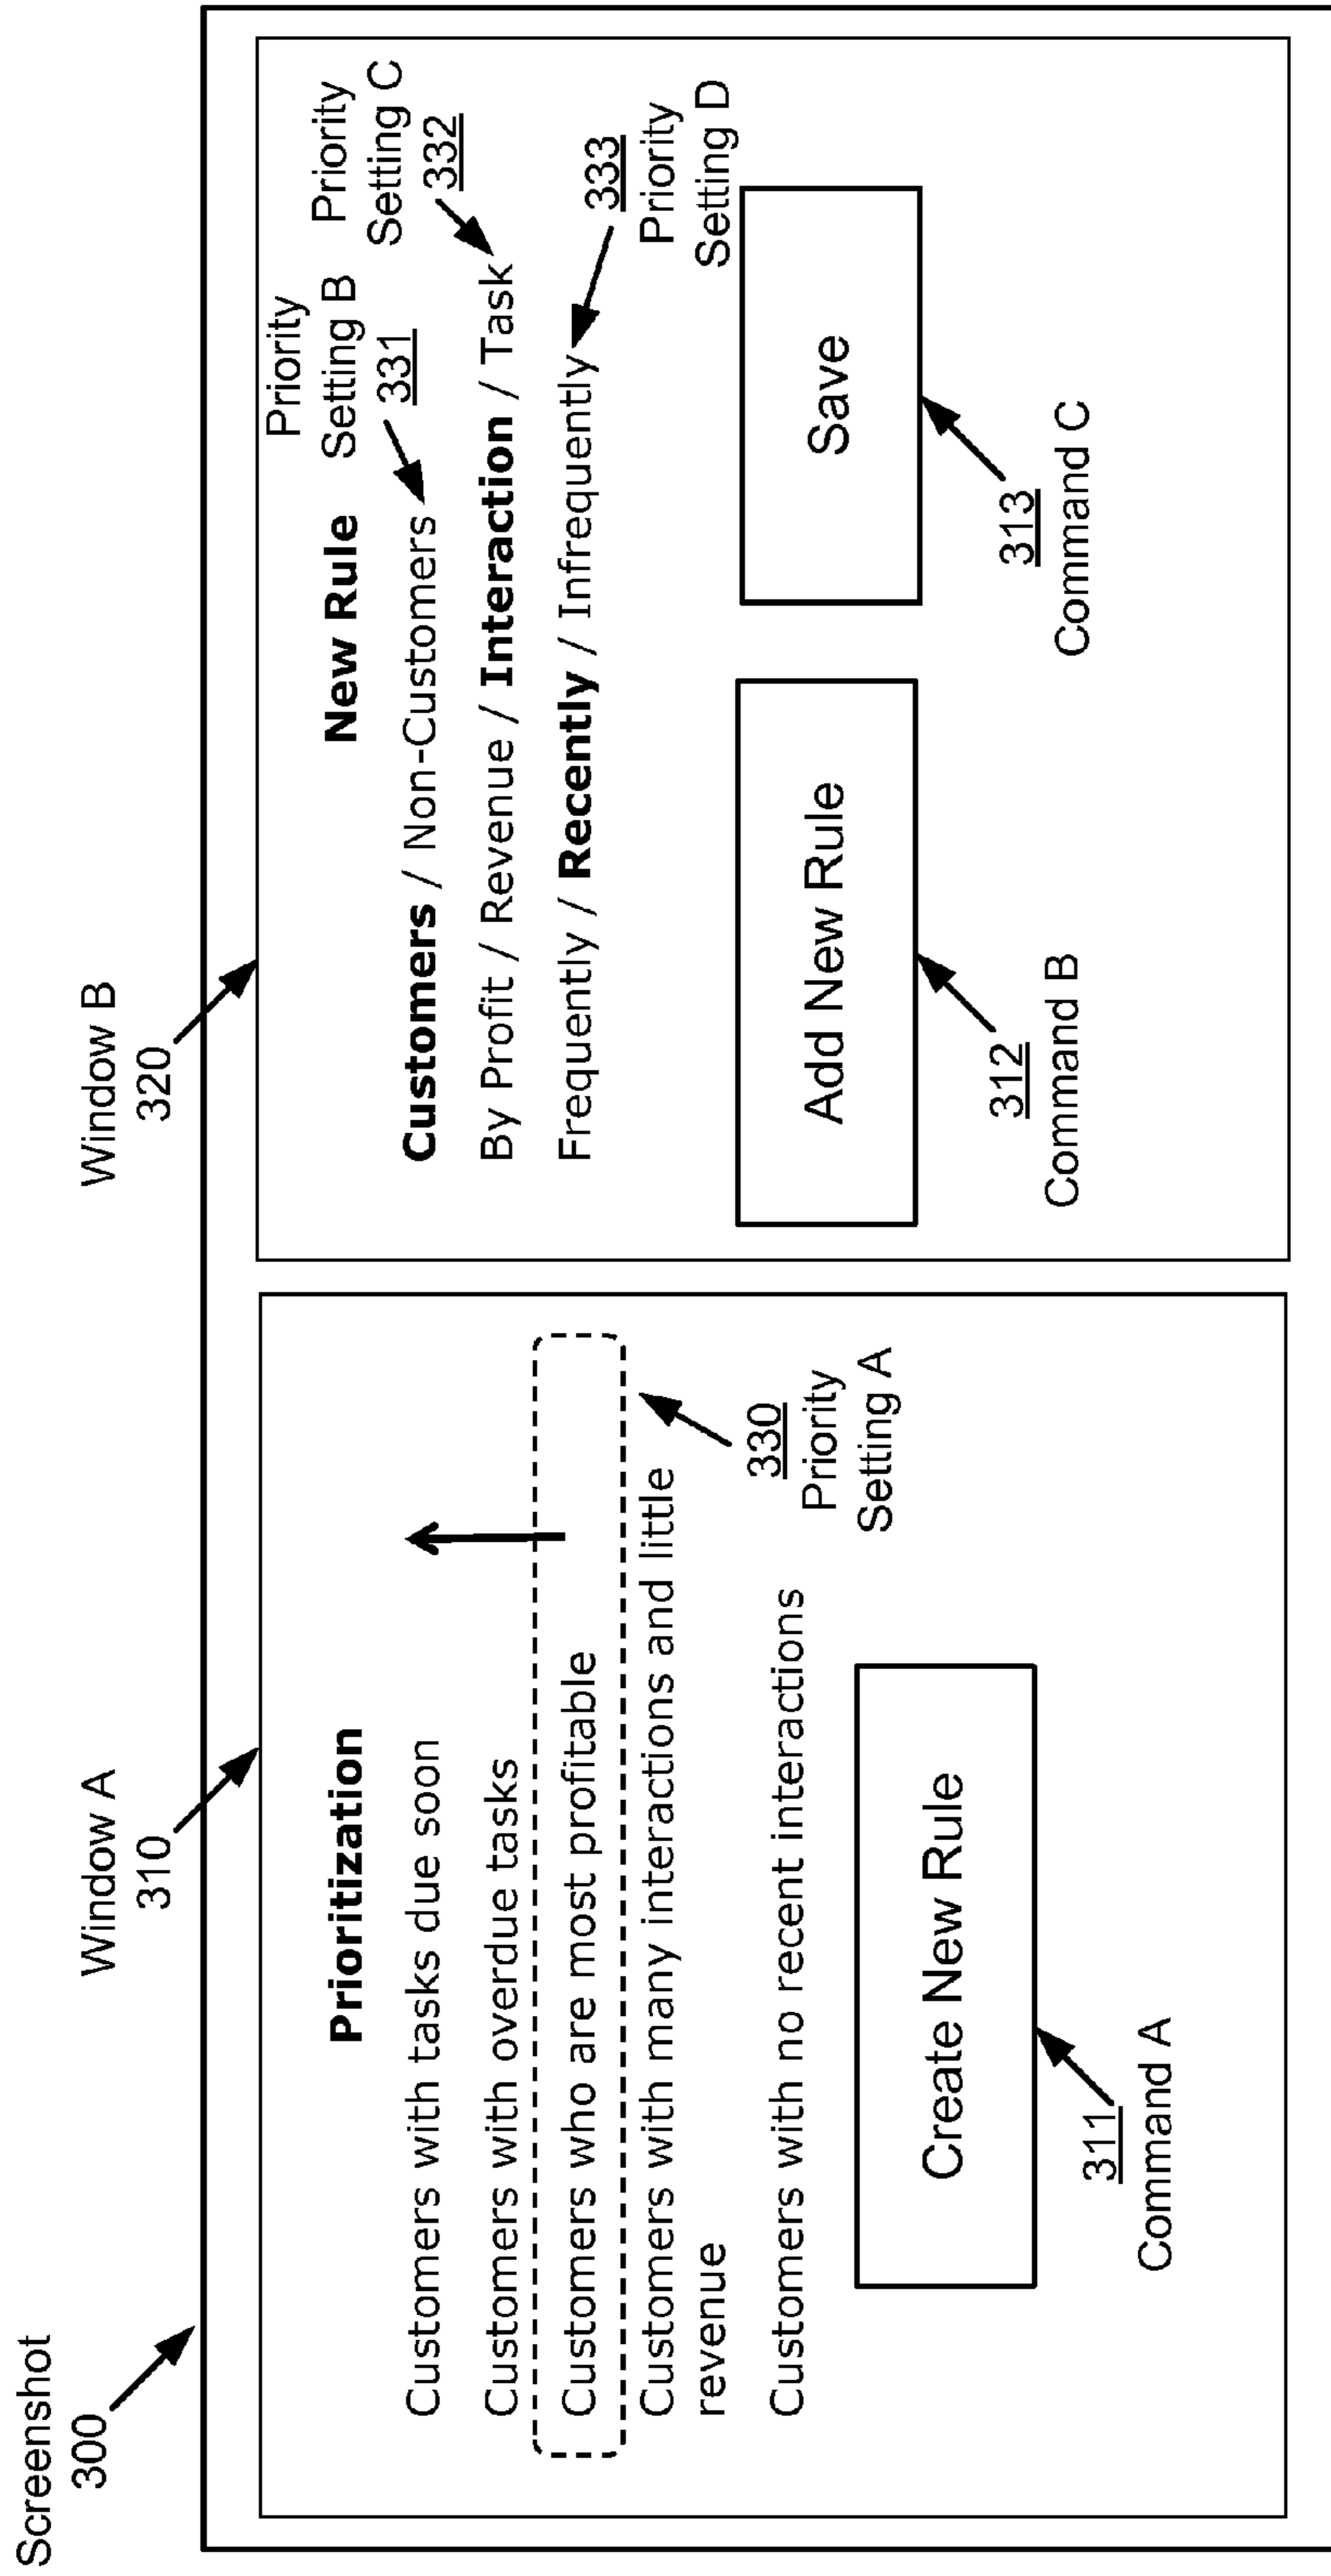 Screenshot
300
Window A
310
Window B
320
Prioritization
Customers with tasks due soon
Customers with overdue tasks
Customers who are most profitable
Customers with many interactions and little
revenue
Customers with no recent interactions
330
Priority
Setting A
Create New Rule
311
Command A
New Rule
Priority
Setting B
331
Priority
Setting C
332
Customers / Non-Customers
By Profit / Revenue / Interaction / Task
Frequently / Recently / Infrequently
333
Priority
Setting D
Add New Rule
Save
312
Command B
313
Command C